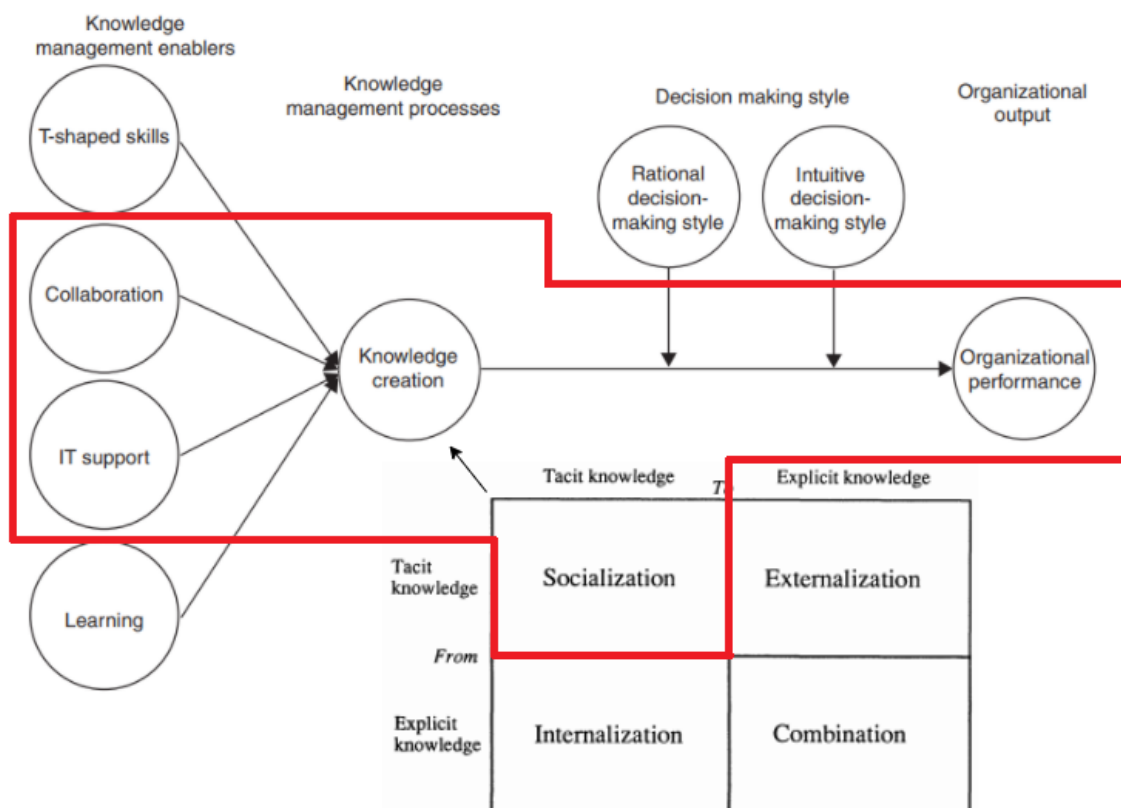 Knowledge
management enablers
Knowledge
management processes
Decision making style
Organizational
output
T-shaped skills
Rational
decision-
making style
Intuitive
decision-
making style
Collaboration
Knowledge
creation
Organizational
performance
IT support
Learning
Tacit knowledge
To
Explicit knowledge
Tacit
knowledge
Socialization
Externalization
From
Explicit
knowledge
Internalization
Combination